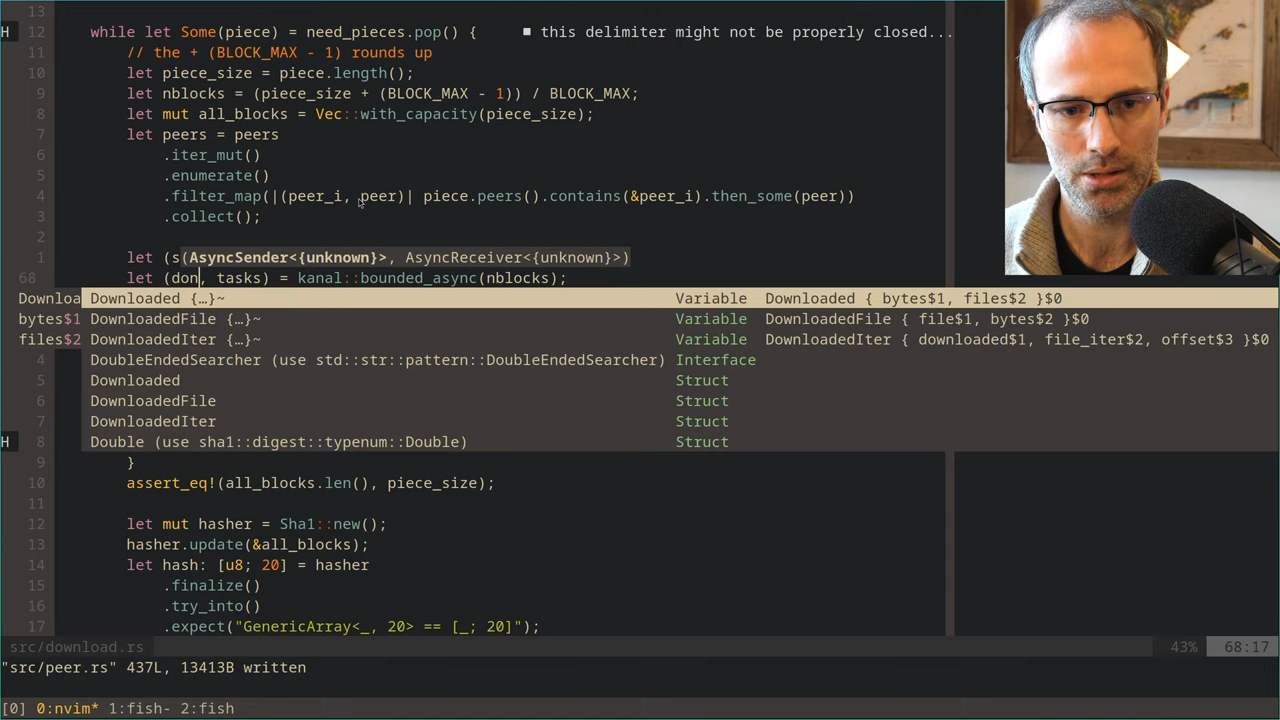 13
H 12 while let Some(piece) = need_pieces.pop() { ■ this delimiter might not be properly closed...
11 // the + (BLOCK_MAX - 1) rounds up
10 let piece_size = piece.length();
9 let nblocks = (piece_size + (BLOCK_MAX - 1)) / BLOCK_MAX;
8 let mut all_blocks = Vec::with_capacity(piece_size);
7 let peers = peers
6 .iter_mut()
5 .enumerate()
4 .filter_map(|(peer_i, peer)| piece.peers().contains(&peer_i).then_some(peer))
3 .collect();
2
1 let (s(AsyncSender<{unknown}>, AsyncReceiver<{unknown}>)
68 let (don, tasks) = kanal::bounded_async(nblocks);
Downloa Downloaded {…}~ Variable Downloaded { bytes$1, files$2 }$0
bytes$1 DownloadedFile {…}~ Variable DownloadedFile { file$1, bytes$2 }$0
files$2 DownloadedIter {…}~ Variable DownloadedIter { downloaded$1, file_iter$2, offset$3 }$0
4 DoubleEndedSearcher (use std::str::pattern::DoubleEndedSearcher) Interface
5 Downloaded Struct
6 DownloadedFile Struct
7 DownloadedIter Struct
H 8 Double (use sha1::digest::typenum::Double) Struct
9 }
10 assert_eq!(all_blocks.len(), piece_size);
11
12 let mut hasher = Sha1::new();
13 hasher.update(&all_blocks);
14 let hash: [u8; 20] = hasher
15 .finalize()
16 .try_into()
17 .expect("GenericArray<_, 20> == [_; 20]");
src/download.rs 43% 68:17
"src/peer.rs" 437L, 13413B written
[0] 0:nvim* 1:fish- 2:fish